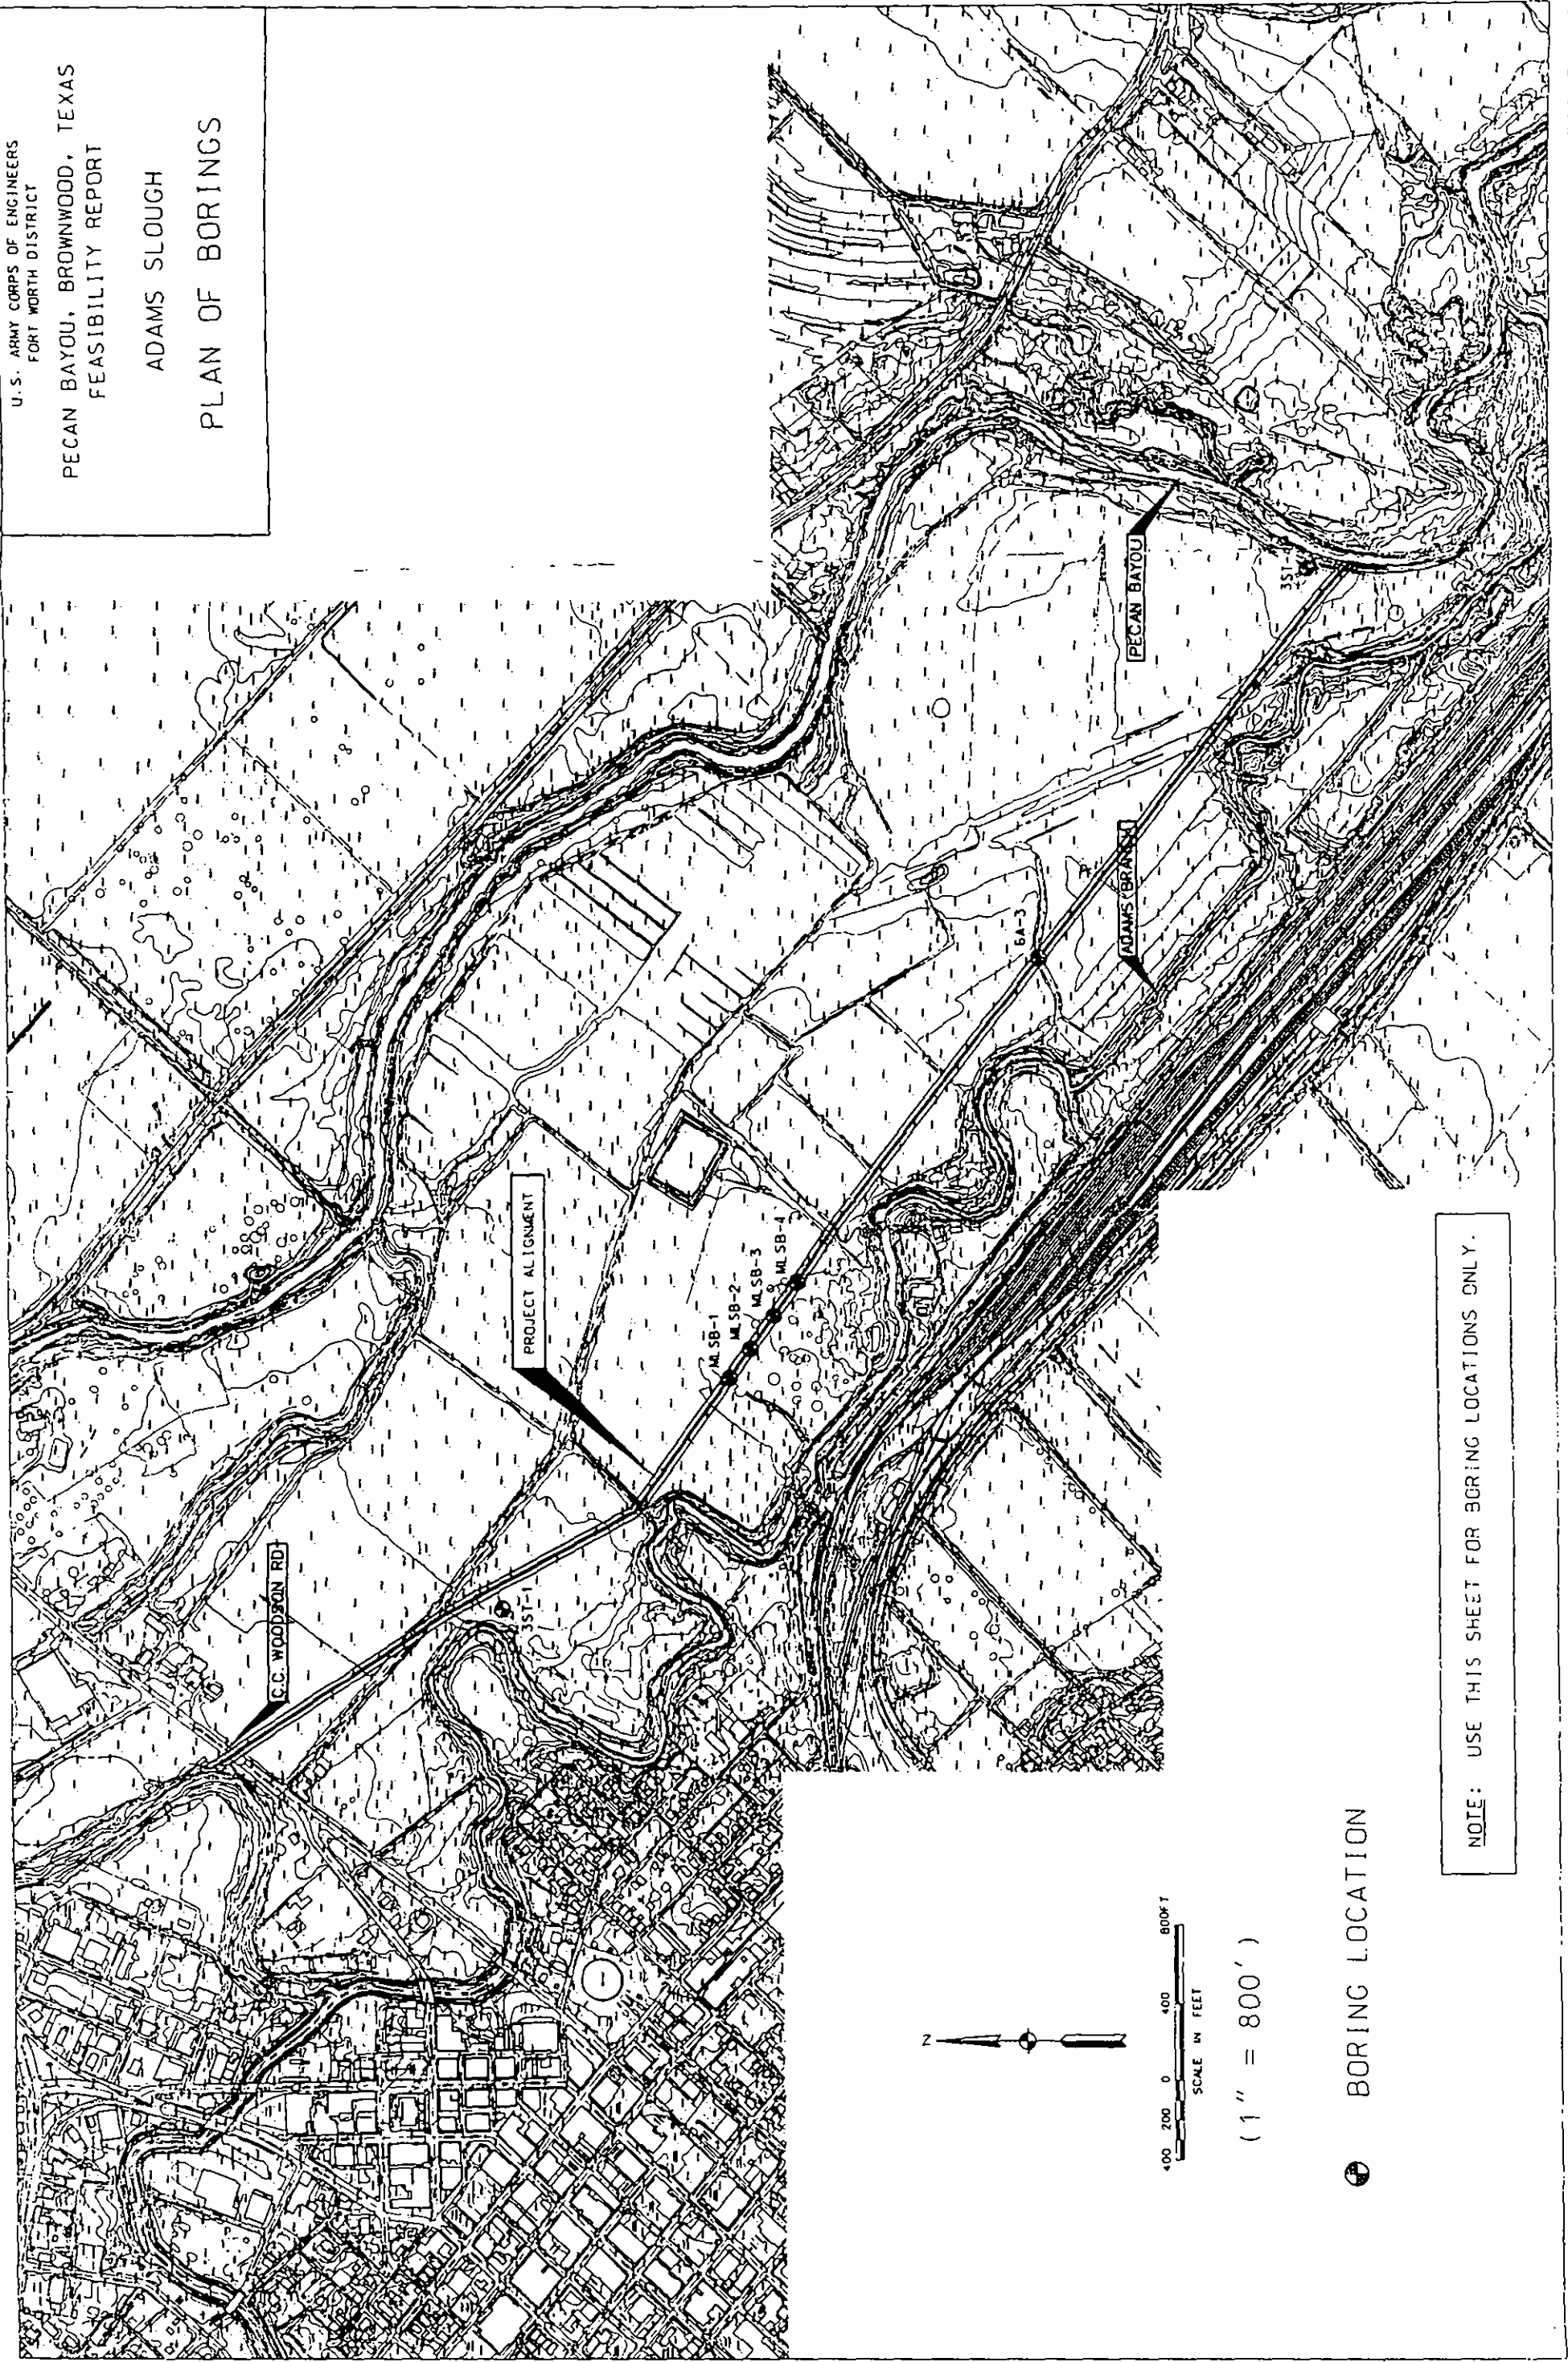 U.S. ARMY CORPS OF ENGINEERS
FORT WORTH DISTRICT
PECAN BAYOU, BROWNWOOD, TEXAS
FEASIBILITY REPORT
ADAMS SLOUGH
PLAN OF BORINGS
C.C. WOODSON RD
3ST-1
PROJECT ALIGNMENT
MLSB-1
MLSB-2
MLSB-3
MLSB-4
6A-3
ADAMS BRANCH
PECAN BAYOU
N
400 200 0 400 800FT
SCALE IN FEET
(1" = 800')
BORING LOCATION
NOTE: USE THIS SHEET FOR BORING LOCATIONS ONLY.